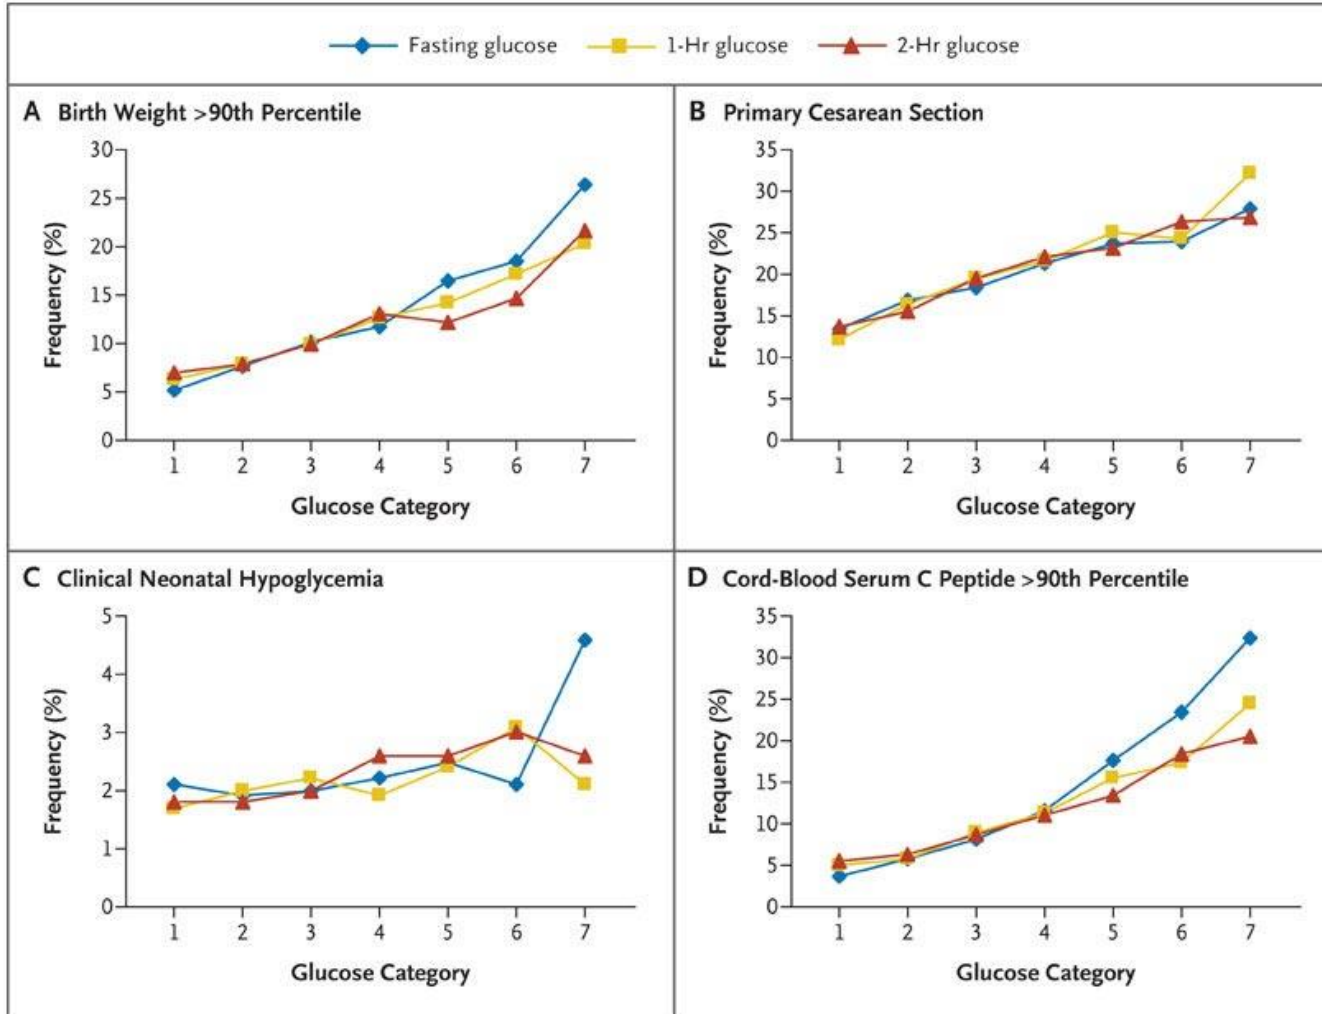 Fasting glucose 1-Hr glucose 2-Hr glucose
A Birth Weight >90th Percentile
30
25
20
15
10
5
0
Frequency (%)
1 2 3 4 5 6 7
Glucose Category
B Primary Cesarean Section
35
30
25
20
15
10
5
0
Frequency (%)
1 2 3 4 5 6 7
Glucose Category
C Clinical Neonatal Hypoglycemia
5
4
3
2
1
0
Frequency (%)
1 2 3 4 5 6 7
Glucose Category
D Cord-Blood Serum C Peptide >90th Percentile
35
30
25
20
15
10
5
0
Frequency (%)
1 2 3 4 5 6 7
Glucose Category